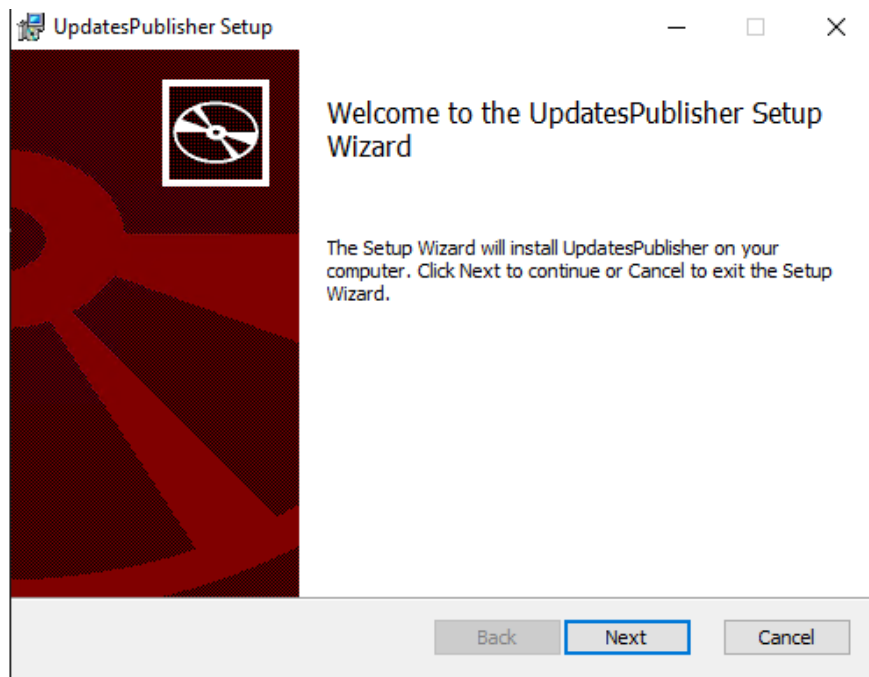 UpdatesPublisher Setup
Welcome to the UpdatesPublisher Setup
Wizard
The Setup Wizard will install UpdatesPublisher on your
computer. Click Next to continue or Cancel to exit the Setup
Wizard.
Back Next Cancel